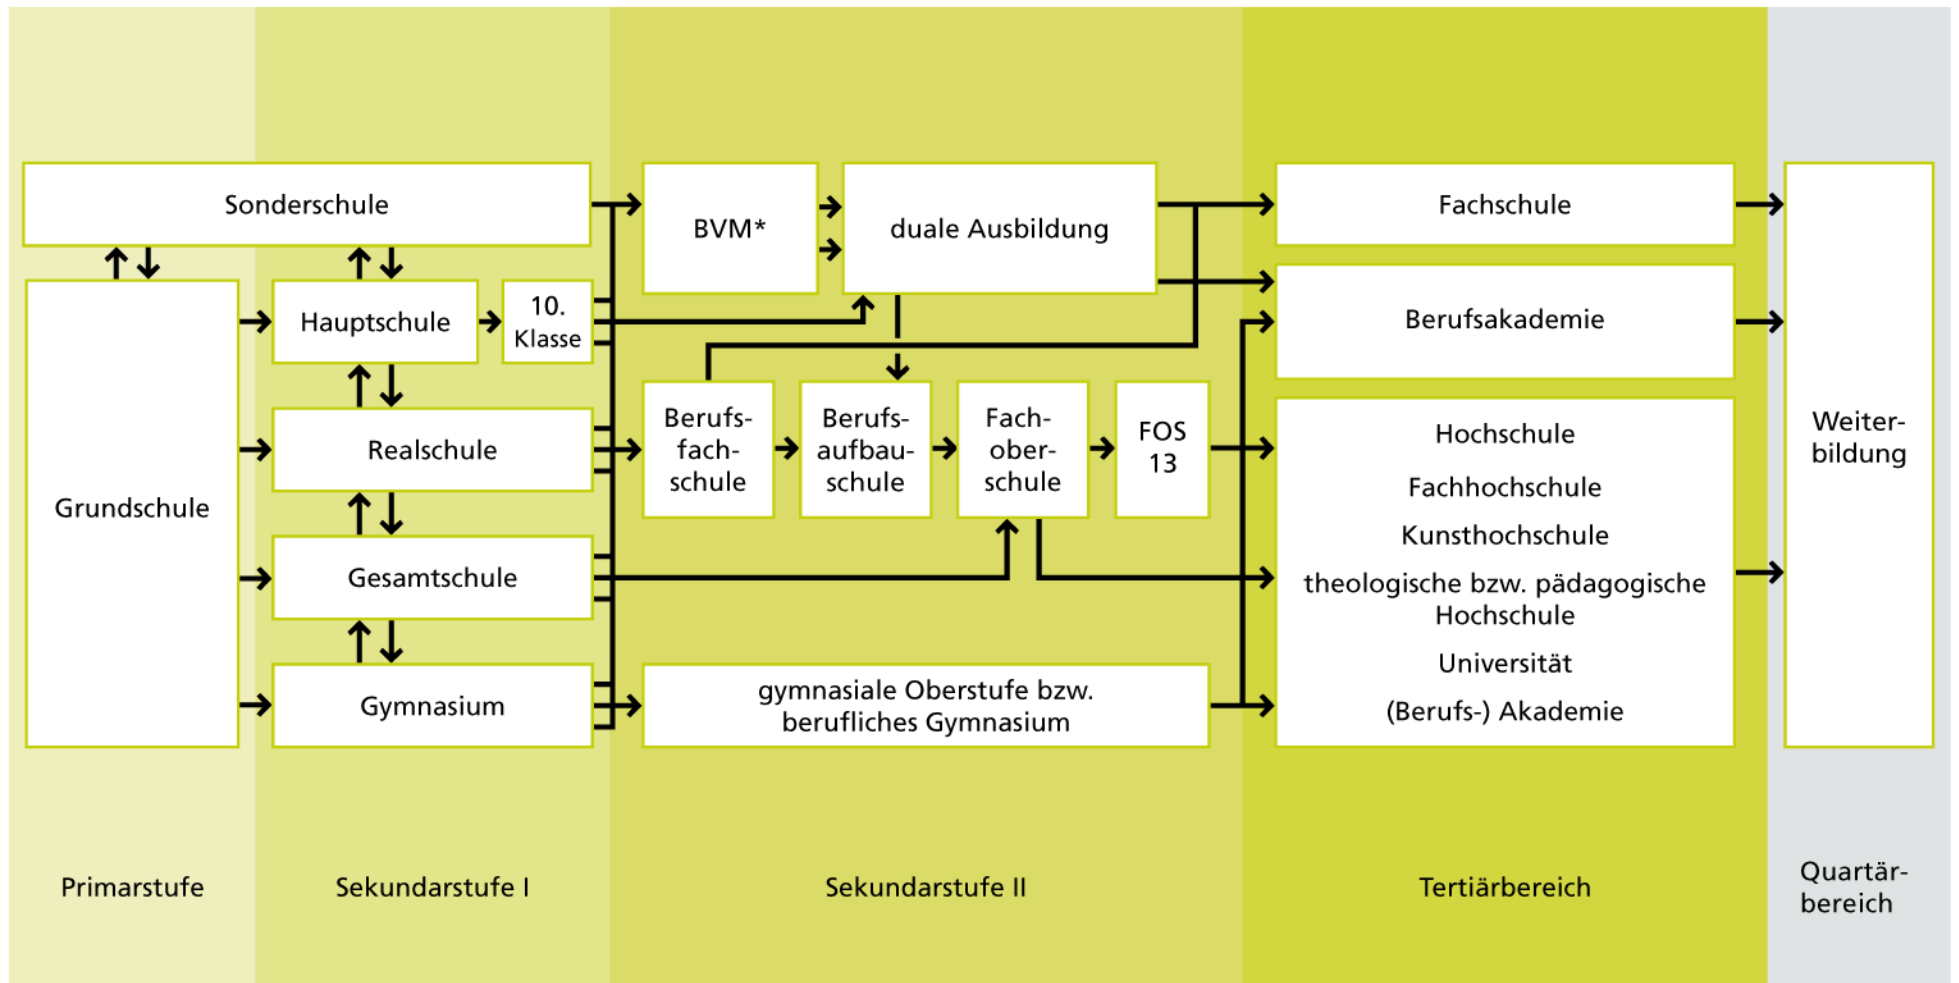 Sonderschule
Grundschule
Hauptschule
10.
Klasse
Realschule
Gesamtschule
Gymnasium
BVM*
duale Ausbildung
Berufs-
fach-
schule
Berufs-
aufbau-
schule
Fach-
ober-
schule
FOS
13
gymnasiale Oberstufe bzw.
berufliches Gymnasium
Fachschule
Berufsakademie
Hochschule
Fachhochschule
Kunsthochschule
theologische bzw. pädagogische
Hochschule
Universität
(Berufs-) Akademie
Weiter-
bildung
Primarstufe
Sekundarstufe I
Sekundarstufe II
Tertiärbereich
Quartär-
bereich